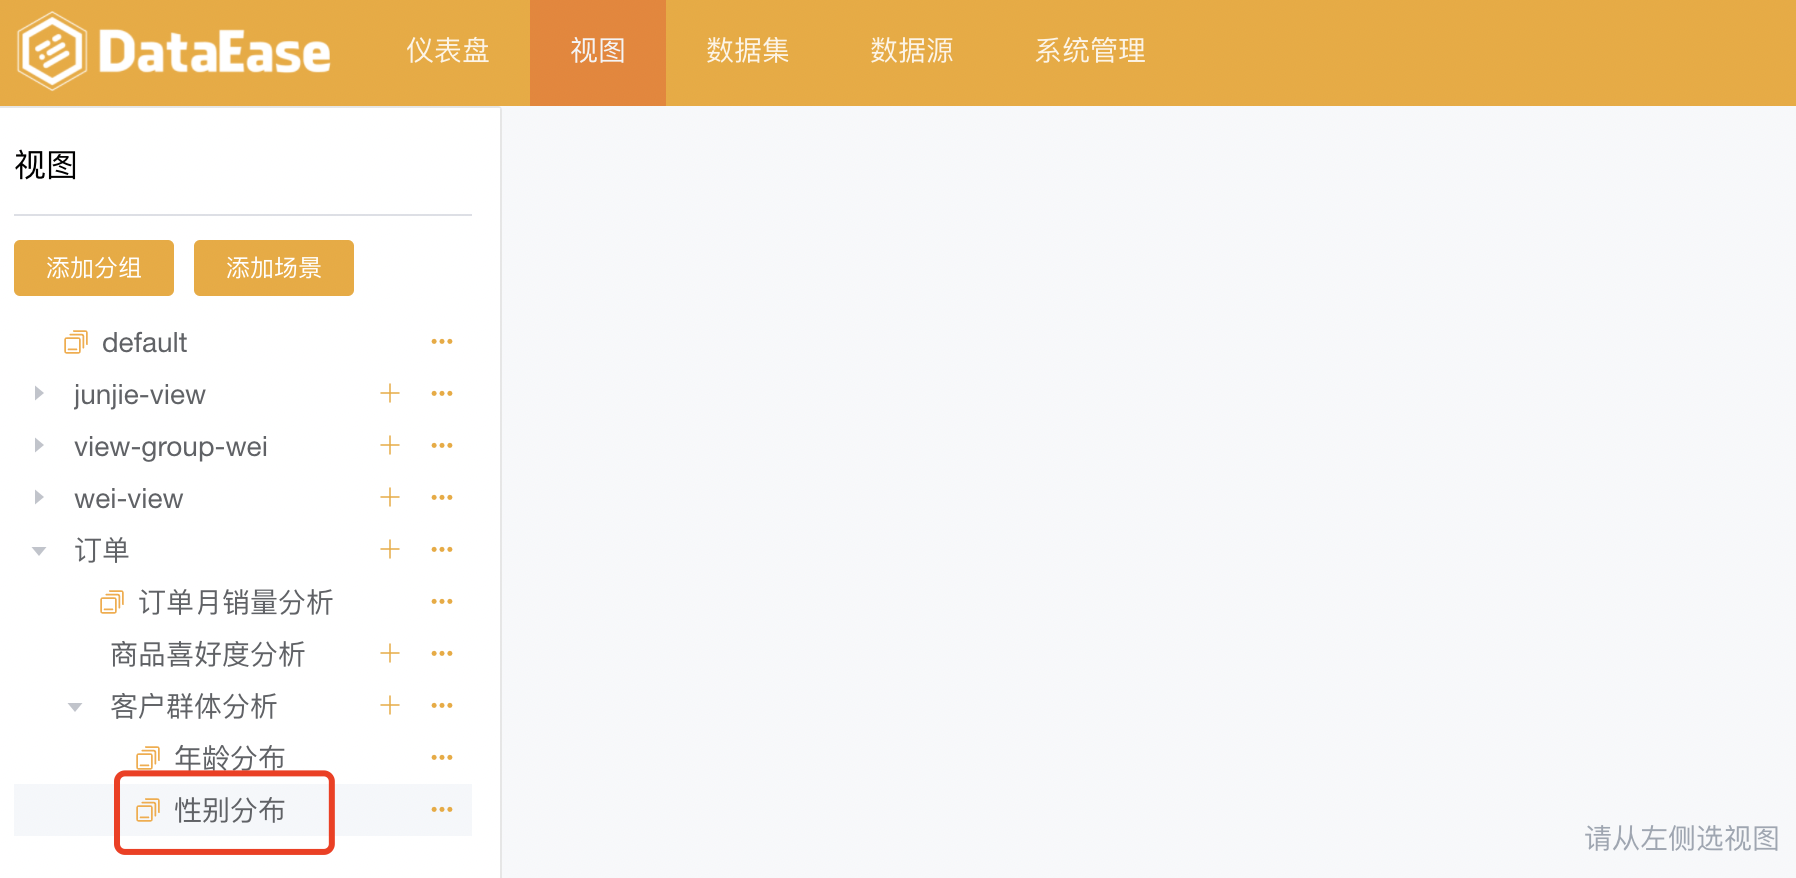 DataEase 仪表盘 视图 数据集 数据源 系统管理
视图
添加分组 添加场景
default
junjie-view
view-group-wei
wei-view
订单
订单月销量分析
商品喜好度分析
客户群体分析
年龄分布
性别分布
请从左侧选视图